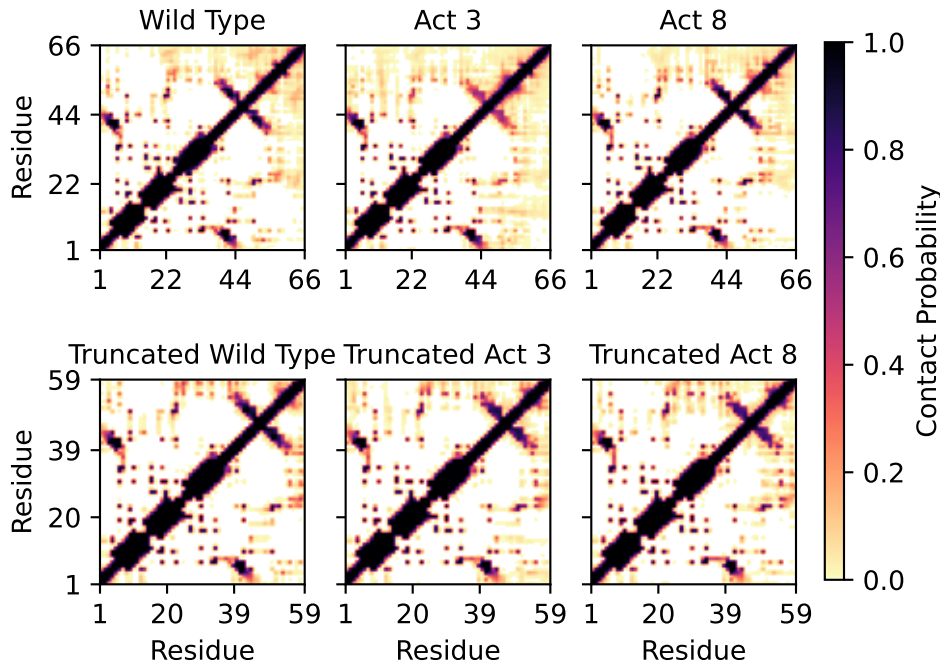 Wild Type Act 3 Act 8
66 1.0
44
22
1
Residue
1 22 44 66 1 22 44 66 1 22 44 66
0.8
0.6
0.4
0.2
0.0
Contact Probability
Truncated Wild Type Truncated Act 3 Truncated Act 8
59
39
20
1
Residue
1 20 39 59 1 20 39 59 1 20 39 59
Residue Residue Residue